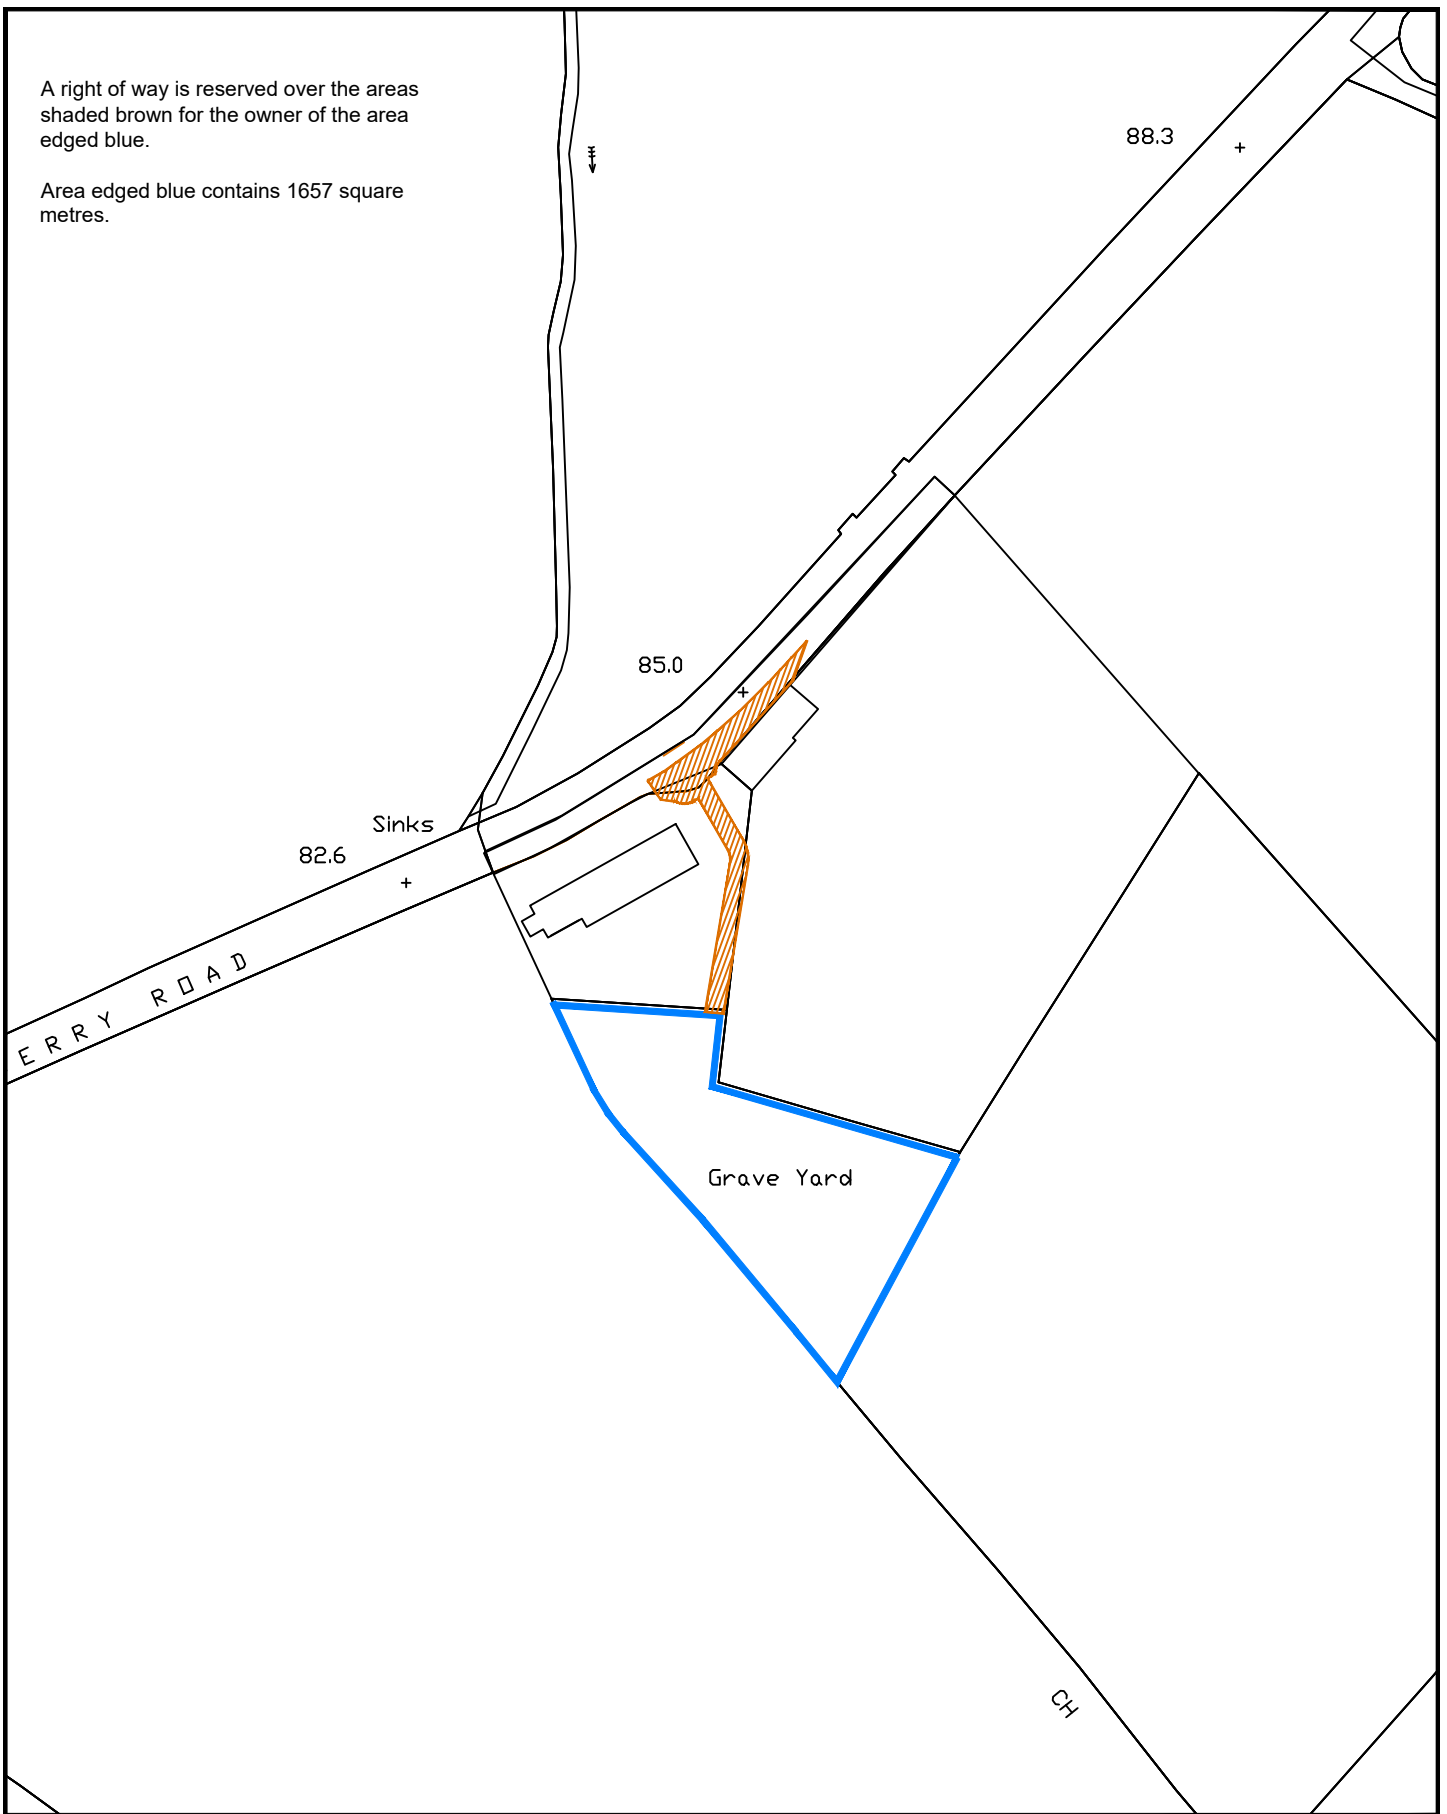 A right of way is reserved over the areas
shaded brown for the owner of the area
edged blue.
Area edged blue contains 1657 square
metres.
88.3
85.0
Sinks
82.6
ERRY ROAD
Grave Yard
CH